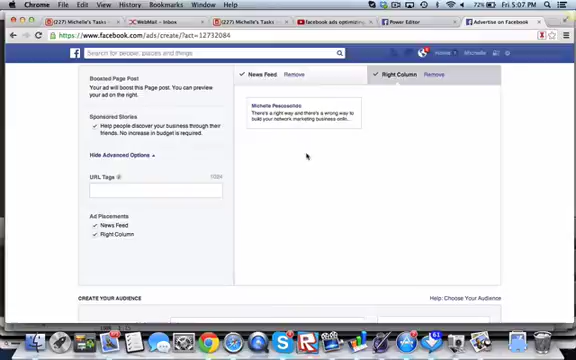 Chrome File Edit View History Bookmarks Window Help
72% Fri 5:07 PM
(227) Michelle's Tasks
WebMail – Inbox
(227) Michelle's Tasks
facebook ads optimizing
Power Editor
Advertise on Facebook
https://www.facebook.com/ads/create/?act=12732084
Search for people, places and things
Home
Michelle
Boosted Page Post
Your ad will boost this Page post. You can preview
your ad on the right.
Sponsored Stories
Help people discover your business through their
friends. No increase in budget is required.
Hide Advanced Options
URL Tags
Ad Placements
News Feed
Right Column
News Feed Remove
Right Column Remove
Michelle Pescosolido
There's a right way and there's a wrong way to
build your network marketing business onlin...
CREATE YOUR AUDIENCE
Help: Choose Your Audience